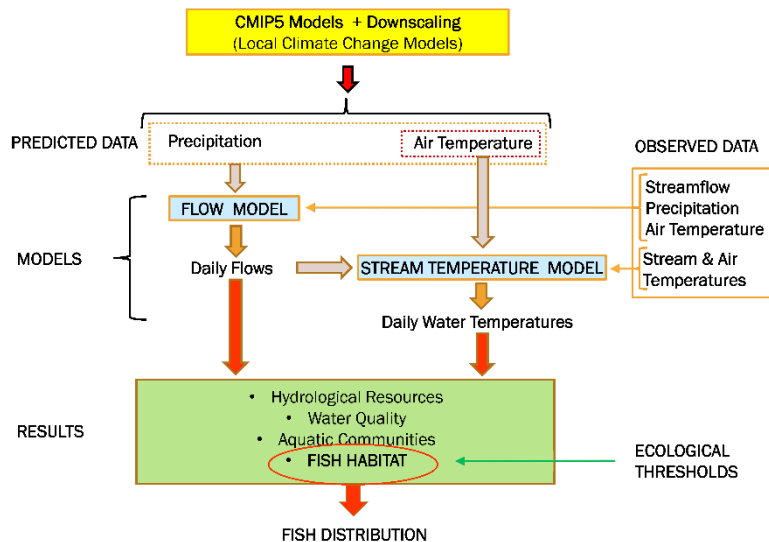 CMIP5 Models + Downscaling
(Local Climate Change Models)
PREDICTED DATA
Precipitation
Air Temperature
OBSERVED DATA
Streamflow
Precipitation
Air Temperature
FLOW MODEL
MODELS
Daily Flows
STREAM TEMPERATURE MODEL
Stream & Air
Temperatures
Daily Water Temperatures
RESULTS
• Hydrological Resources
• Water Quality
• Aquatic Communities
• FISH HABITAT
ECOLOGICAL
THRESHOLDS
FISH DISTRIBUTION